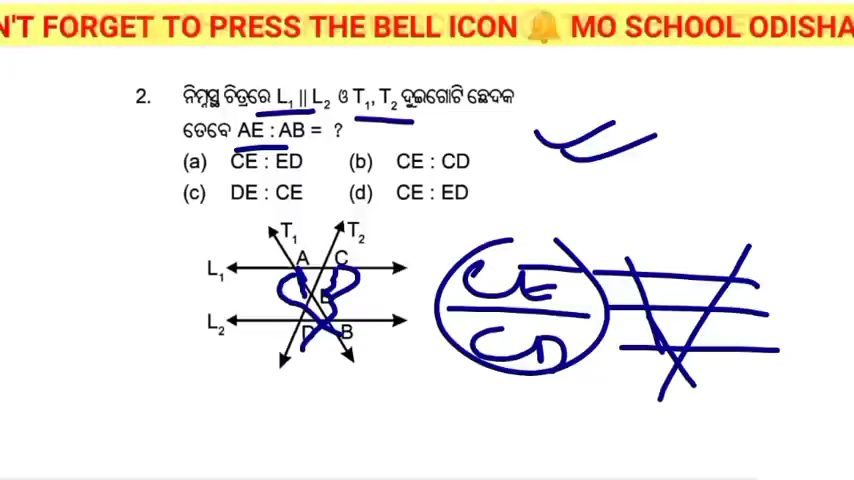 N'T FORGET TO PRESS THE BELL ICON 🔔 MO SCHOOL ODISHA
2. ନିମ୍ନସ୍ଥ ଚିତ୍ରରେ L₁ || L₂ ଓ T₁, T₂ ଦୁଇଗୋଟି ଛେଦକ
ତେବେ AE : AB = ?
(a) CE : ED (b) CE : CD
(c) DE : CE (d) CE : ED
T₁ T₂
A C
L₁
E
L₂
D B
CE
CD